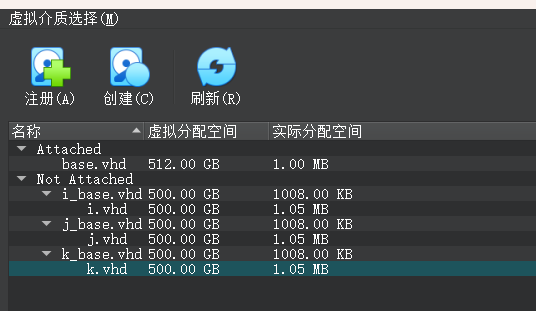 虚拟介质选择(M)
注册(A) 创建(C) 刷新(R)
名称 虚拟分配空间 实际分配空间
Attached
base.vhd 512.00 GB 1.00 MB
Not Attached
i_base.vhd 500.00 GB 1008.00 KB
i.vhd 500.00 GB 1.05 MB
j_base.vhd 500.00 GB 1008.00 KB
j.vhd 500.00 GB 1.05 MB
k_base.vhd 500.00 GB 1008.00 KB
k.vhd 500.00 GB 1.05 MB